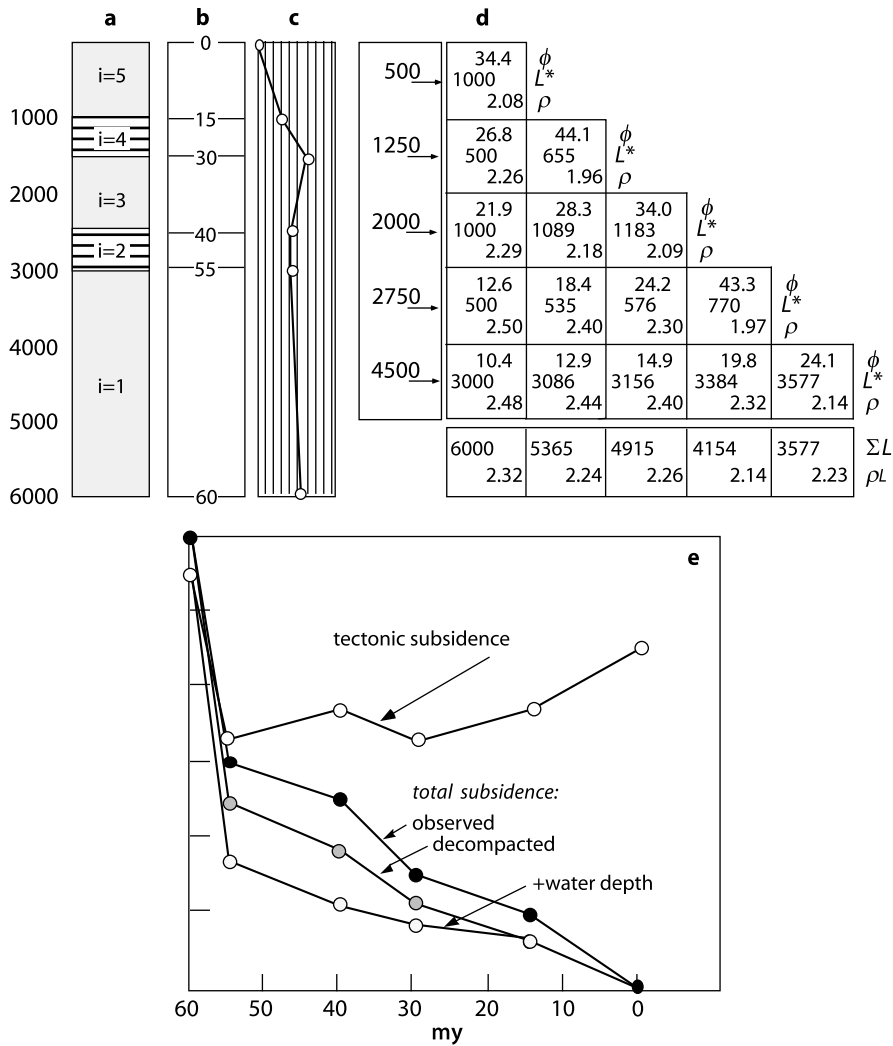 a b c d
0
i=5
500
34.4 ϕ
1000 L*
2.08 ρ
1000
15
i=4
30
1250
26.8 44.1 ϕ
500 655 L*
2.26 1.96 ρ
2000
i=3
40
2000
21.9 28.3 34.0 ϕ
1000 1089 1183 L*
2.29 2.18 2.09 ρ
i=2
3000
55
2750
12.6 18.4 24.2 43.3 ϕ
500 535 576 770 L*
2.50 2.40 2.30 1.97 ρ
4000
i=1
4500
10.4 12.9 14.9 19.8 24.1 ϕ
3000 3086 3156 3384 3577 L*
2.48 2.44 2.40 2.32 2.14 ρ
5000
6000 5365 4915 4154 3577 ΣL
2.32 2.24 2.26 2.14 2.23 ρL
6000
60
e
tectonic subsidence
total subsidence:
observed
decompacted
+water depth
60 50 40 30 20 10 0
my